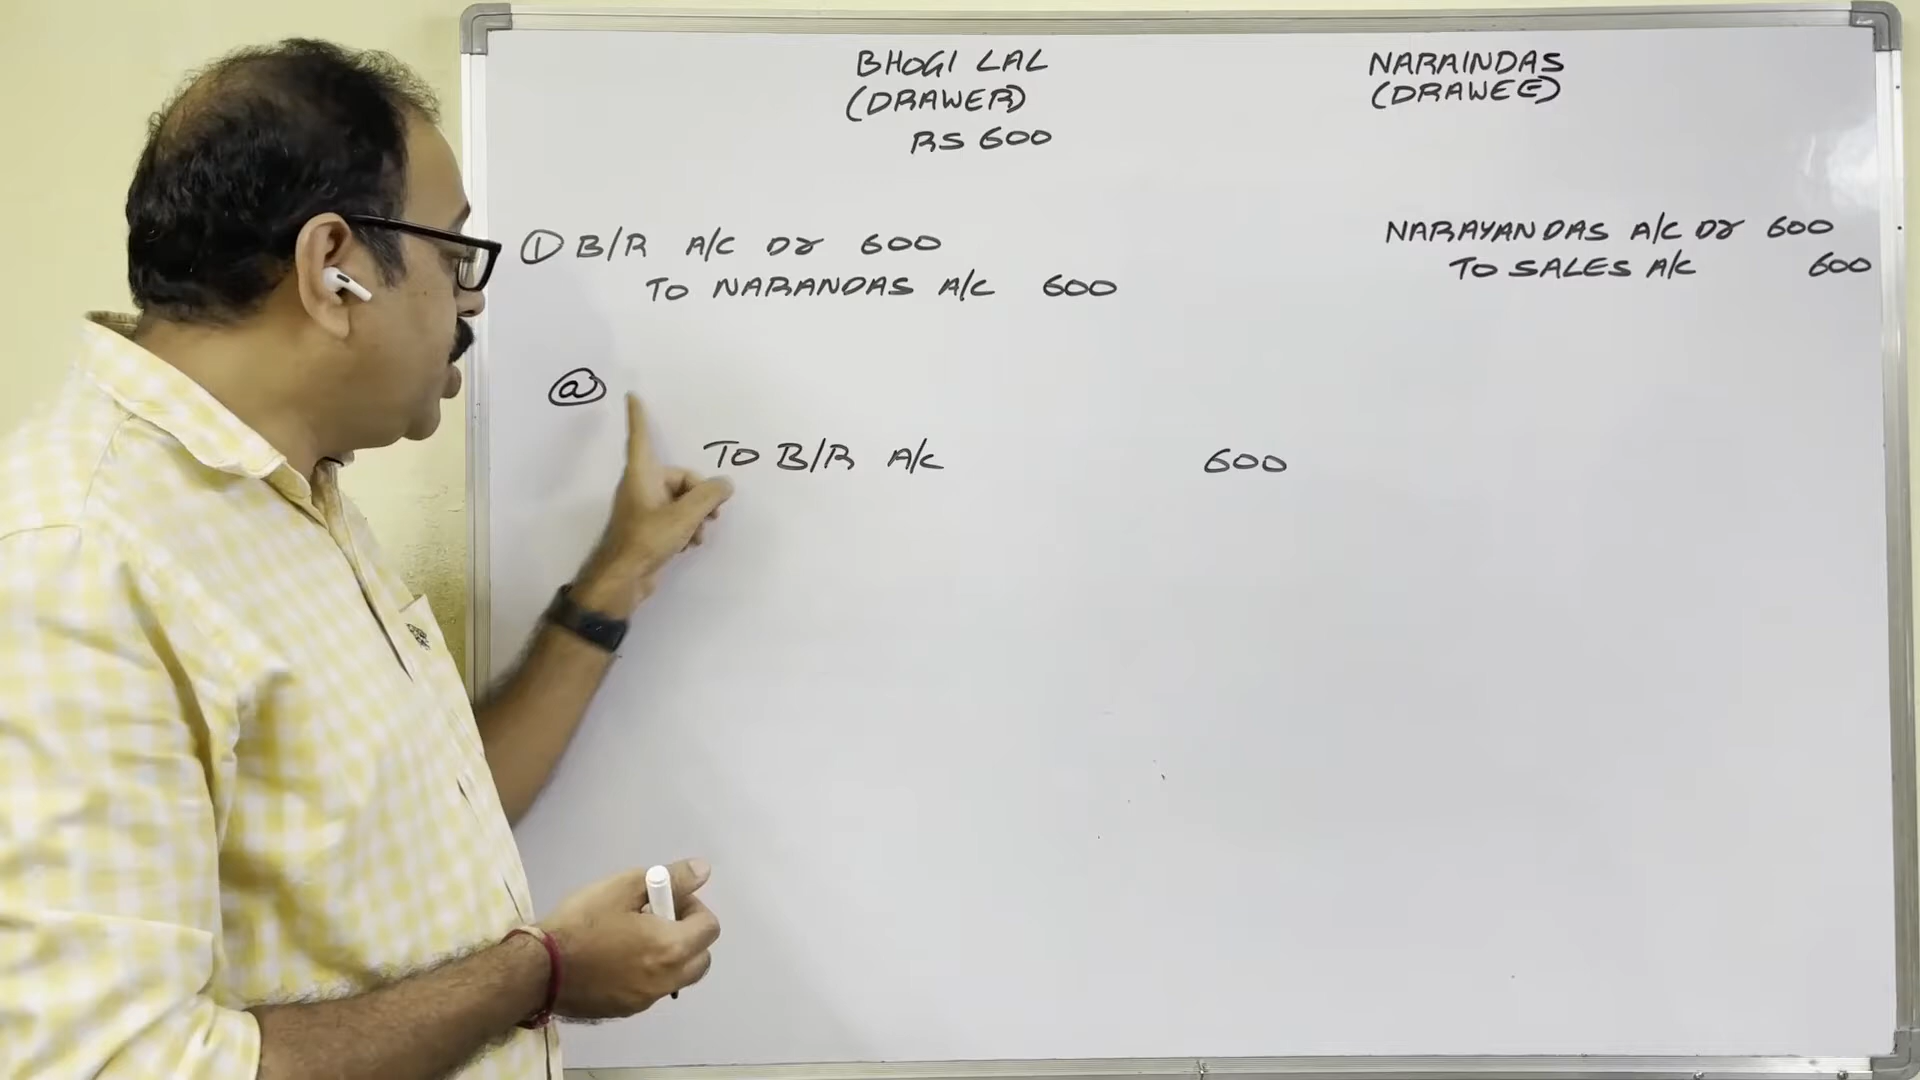 BHOGI LAL
(DRAWER)
RS 600
NARAINDAS
(DRAWEE)
① B/R A/C Dr 600
TO NARANDAS A/C 600
NARAYANDAS A/C Dr 600
TO SALES A/C 600
ⓐ
TO B/R A/C 600